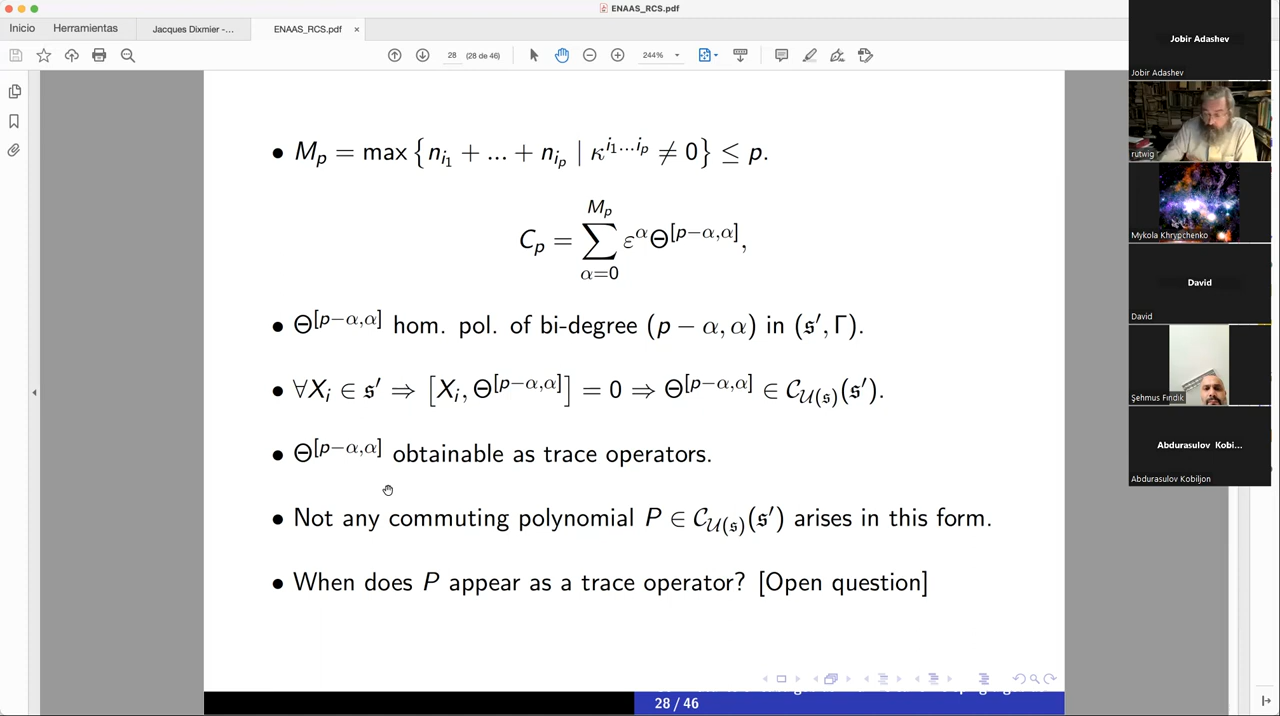 ENAAS_RCS.pdf
Inicio
Herramientas
Jacques Dixmier -...
ENAAS_RCS.pdf ×
28 (28 de 46)
244%
• M_p = max {n_{i_1} + ... + n_{i_p} | κ^{i_1...i_p} ≠ 0} ≤ p.
C_p = ∑_{α=0}^{M_p} ε^α Θ^{[p−α,α]},
• Θ^{[p−α,α]} hom. pol. of bi-degree (p − α, α) in (𝔰′, Γ).
• ∀X_i ∈ 𝔰′ ⇒ [X_i, Θ^{[p−α,α]}] = 0 ⇒ Θ^{[p−α,α]} ∈ C_{U(𝔰)}(𝔰′).
• Θ^{[p−α,α]} obtainable as trace operators.
• Not any commuting polynomial P ∈ C_{U(𝔰)}(𝔰′) arises in this form.
• When does P appear as a trace operator? [Open question]
28 / 46
Jobir Adashev
Jobir Adashev
rutwig
Mykola Khrypchenko
David
David
Şehmus Fındık
Abdurasulov Kobi...
Abdurasulov Kobiljon